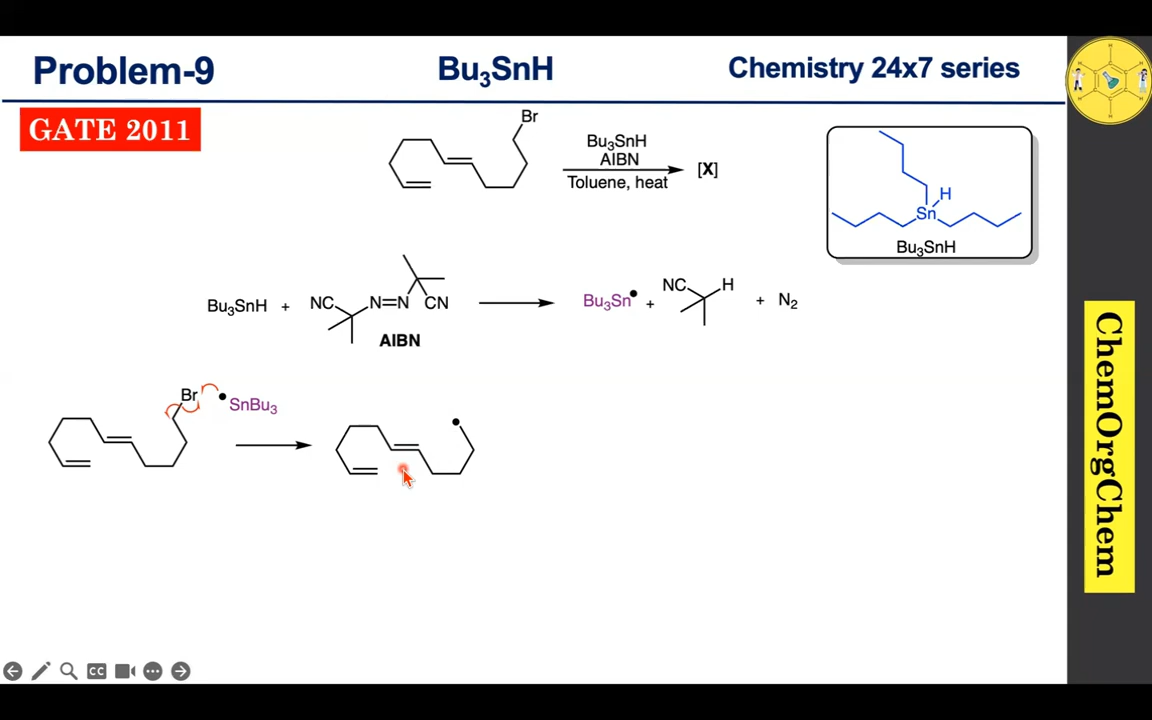 Problem-9
Bu₃SnH
Chemistry 24x7 series
GATE 2011
Br
Bu₃SnH
AIBN
Toluene, heat
[X]
H
Sn
Bu₃SnH
Bu₃SnH +
NC
N=N
CN
AIBN
Bu₃Sn•
+
NC
H
+ N₂
Br
• SnBu₃
ChemOrgChem
CC